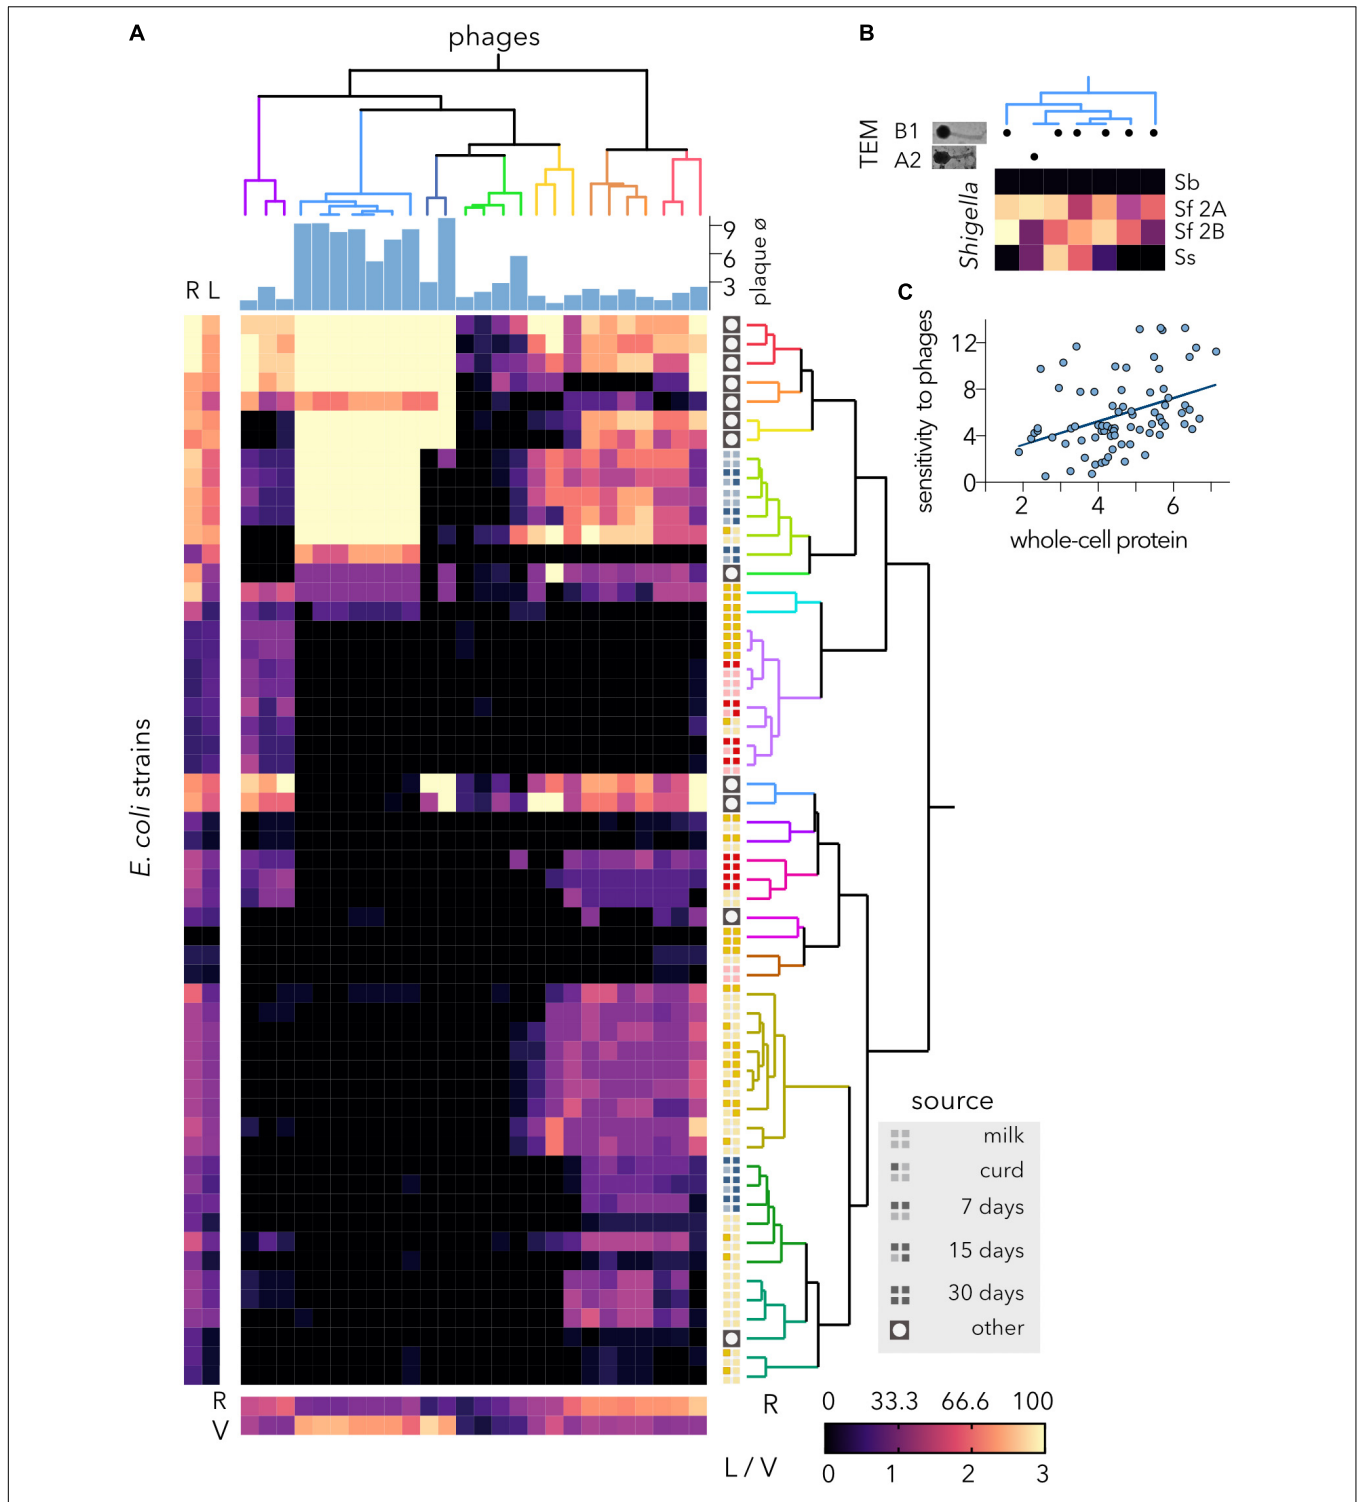 A
phages
9
6
3
plaque ø
R L
E. coli strains
R
V
B
TEM
B1
A2
Shigella
Sb
Sf 2A
Sf 2B
Ss
C
sensitivity to phages
12
8
4
0
2
4
6
whole-cell protein
source
milk
curd
7 days
15 days
30 days
other
R
0 33.3 66.6 100
L / V
0 1 2 3